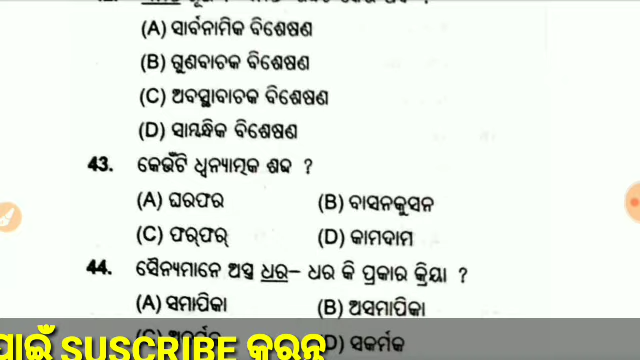 (A) ସାର୍ବନାମିକ ବିଶେଷଣ
(B) ଗୁଣବାଚକ ବିଶେଷଣ
(C) ଅବସ୍ଥାବାଚକ ବିଶେଷଣ
(D) ସାମ୍ବନ୍ଧିକ ବିଶେଷଣ
43. କେଉଁଟି ଧ୍ୱନ୍ୟାତ୍ମକ ଶବ୍ଦ ?
(A) ଘରଫର (B) ବାସନକୁସନ
(C) ଫର୍‌ଫର୍ (D) କାମଦାମ
44. ସୈନ୍ୟମାନେ ଅସ୍ତ୍ର ଧର– ଧର କି ପ୍ରକାର କ୍ରିୟା ?
(A) ସମାପିକା (B) ଅସମାପିକା
(D) ସକର୍ମକ
ପାଇଁ SUSCRIBE କରନ୍ତୁ